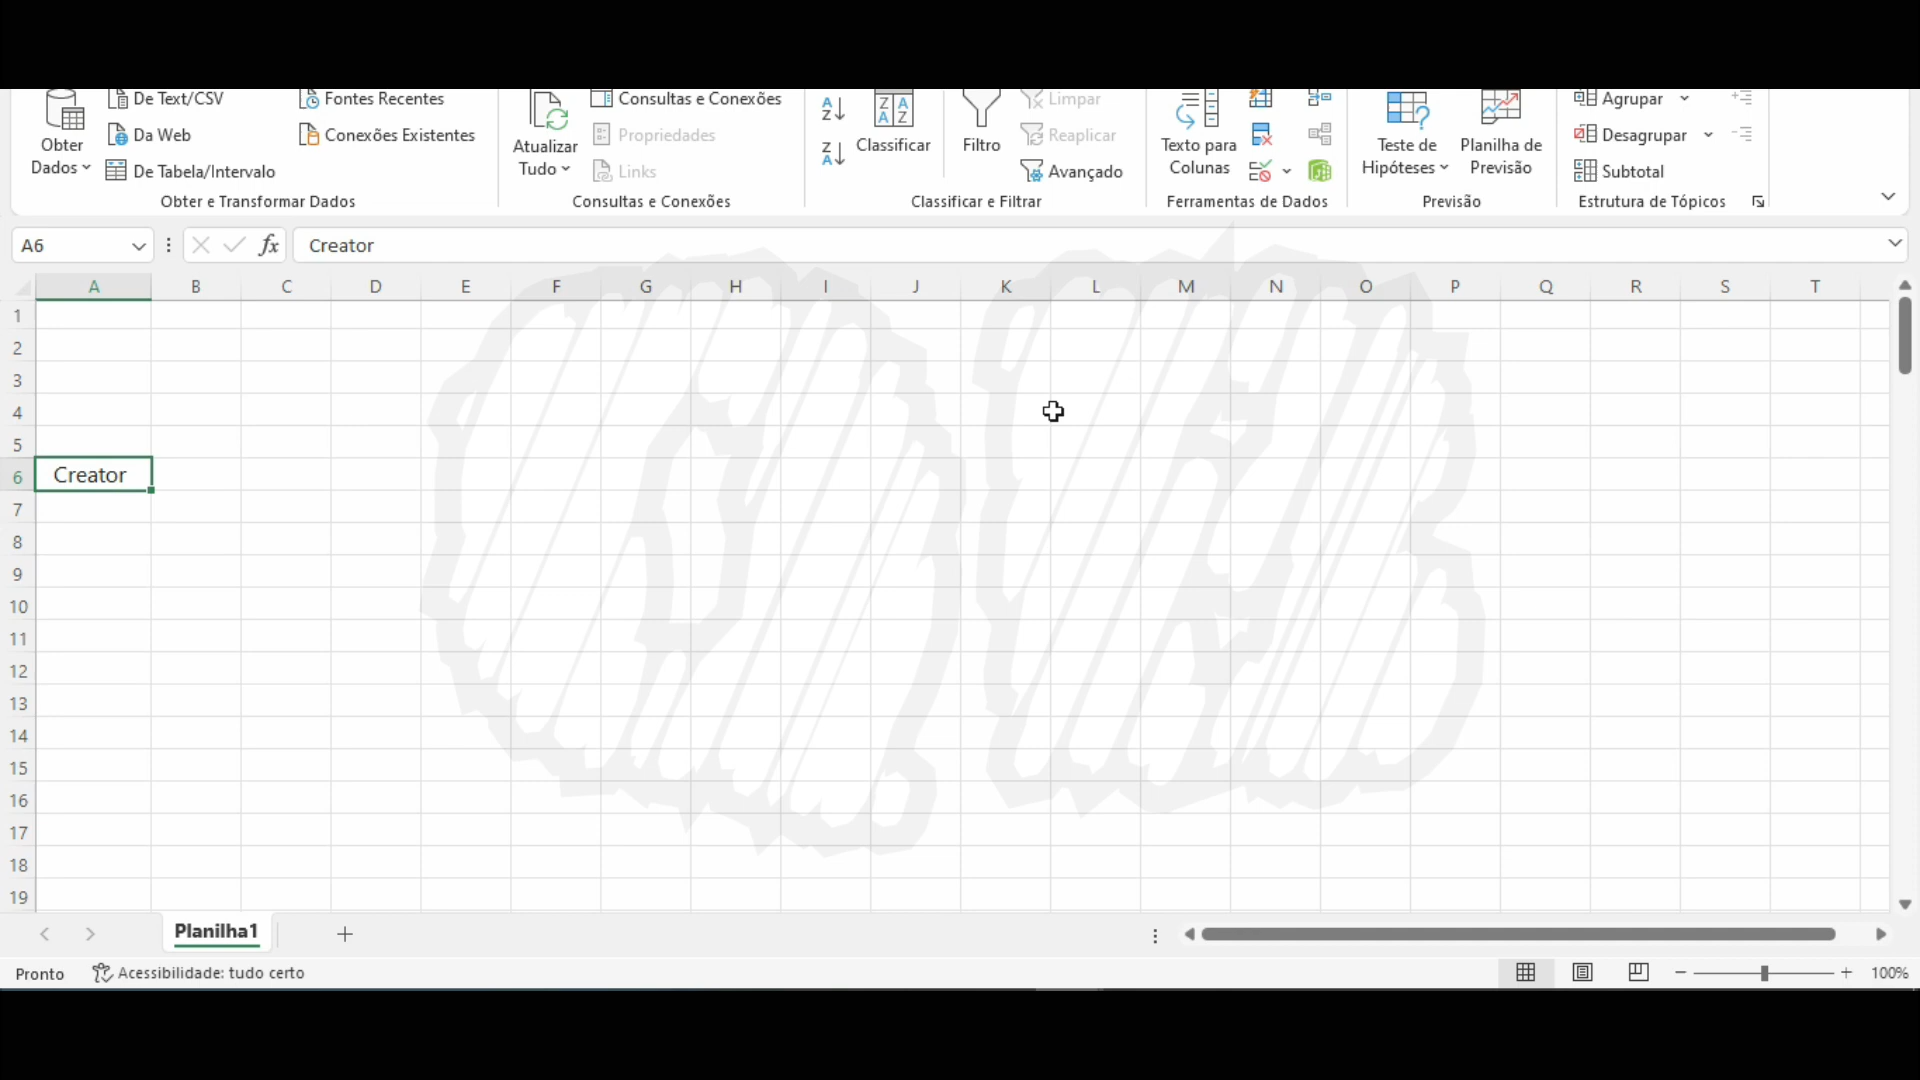 De Text/CSV
Fontes Recentes
Consultas e Conexões
Limpar
Agrupar
Da Web
Conexões Existentes
Propriedades
Reaplicar
Desagrupar
Obter
Dados
Atualizar
Tudo
Classificar
Filtro
Texto para
Colunas
Teste de
Hipóteses
Planilha de
Previsão
De Tabela/Intervalo
Links
Avançado
Subtotal
Obter e Transformar Dados
Consultas e Conexões
Classificar e Filtrar
Ferramentas de Dados
Previsão
Estrutura de Tópicos
A6
fx
Creator
A B C D E F G H I J K L M N O P Q R S T
1
2
3
4
5
6 Creator
7
8
9
10
11
12
13
14
15
16
17
18
19
Planilha1
Pronto
Acessibilidade: tudo certo
100%